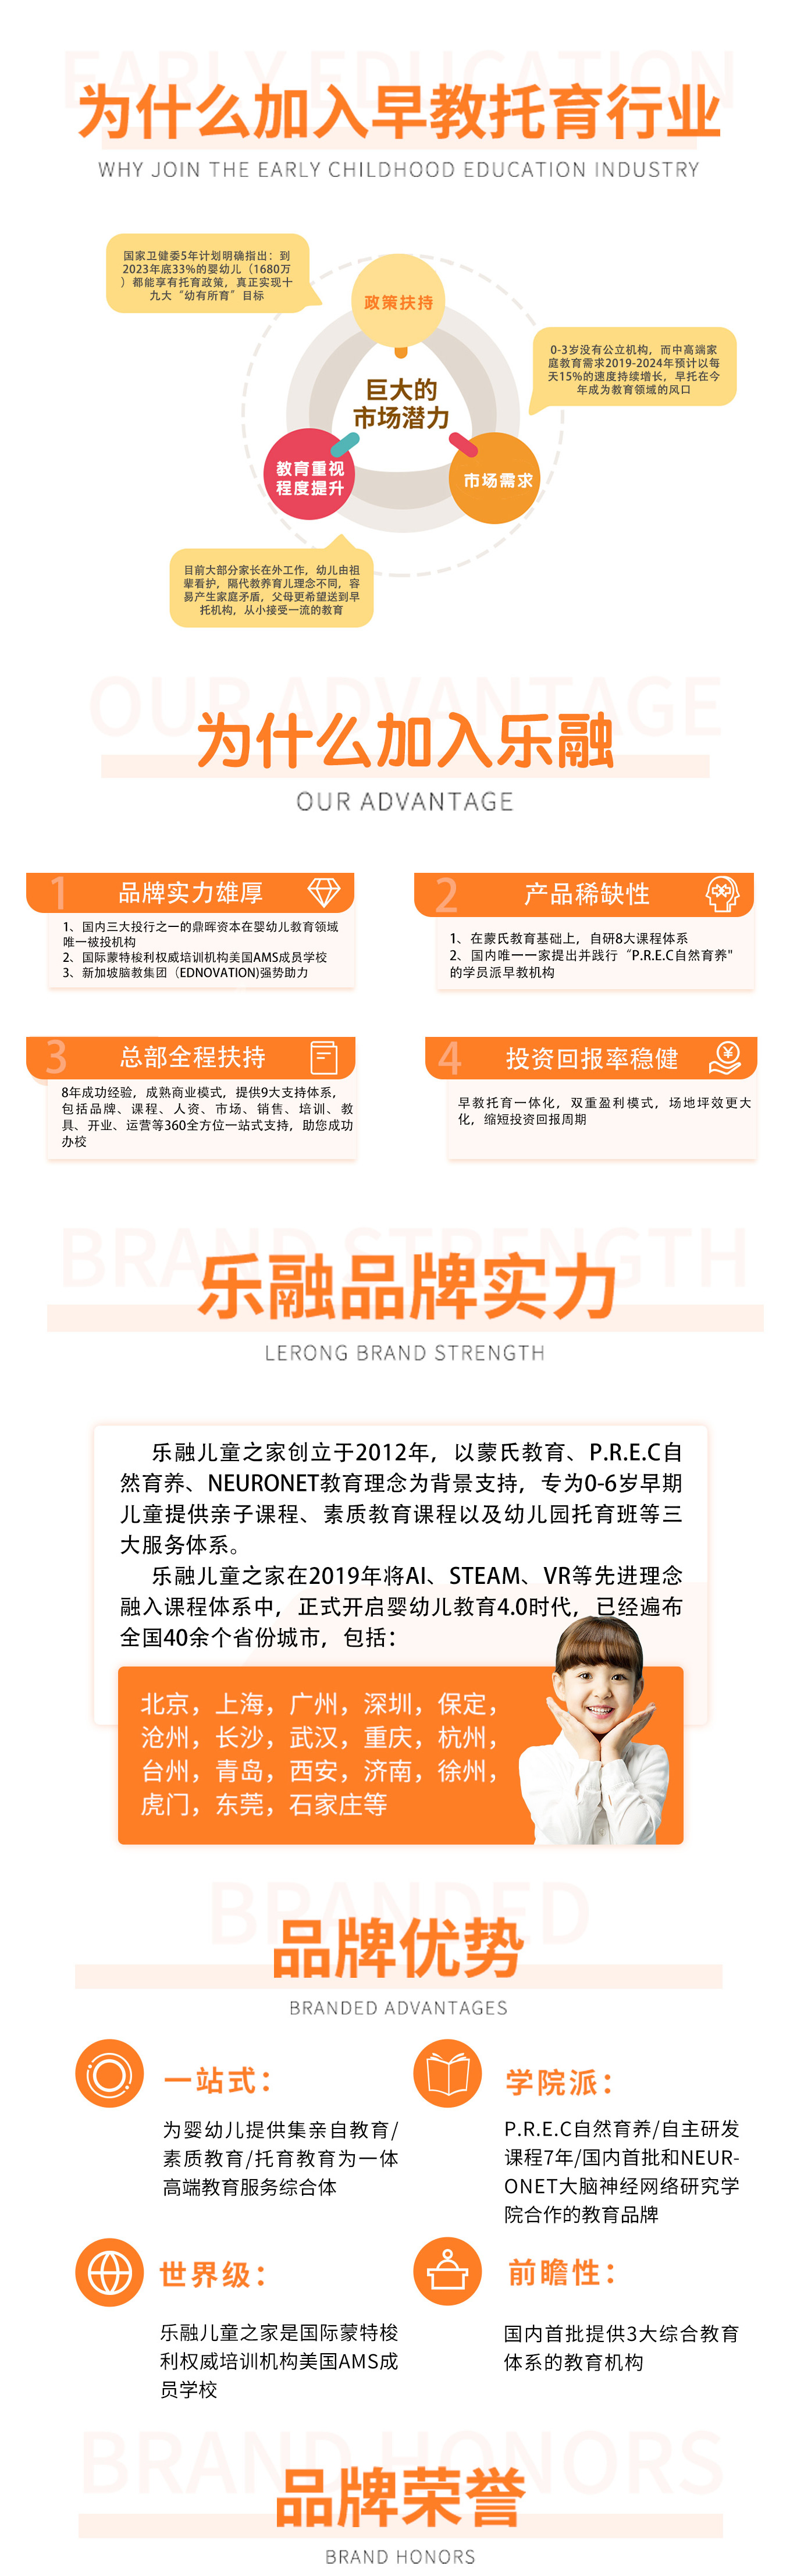 EARLY EDUCATION
为什么加入早教托育行业
WHY JOIN THE EARLY CHILDHOOD EDUCATION INDUSTRY
国家卫健委5年计划明确指出：到
2023年底33%的婴幼儿（1680万
）都能享有托育政策，真正实现十
九大“幼有所育”目标
政策扶持
0-3岁没有公立机构，而中高端家
庭教育需求2019-2024年预计以每
天15%的速度持续增长，早托在今
年成为教育领域的风口
巨大的
市场潜力
教育重视
程度提升
市场需求
目前大部分家长在外工作，幼儿由祖
辈看护，隔代教养育儿理念不同，容
易产生家庭矛盾，父母更希望送到早
托机构，从小接受一流的教育
OUR ADVANTAGE
为什么加入乐融
OUR ADVANTAGE
1 品牌实力雄厚
1、国内三大投行之一的鼎晖资本在婴幼儿教育领域
唯一被投机构
2、国际蒙特梭利权威培训机构美国AMS成员学校
3、新加坡脑教集团（EDNOVATION)强势助力
2 产品稀缺性
1、在蒙氏教育基础上，自研8大课程体系
2、国内唯一一家提出并践行“P.R.E.C自然育养"
的学员派早教机构
3 总部全程扶持
8年成功经验，成熟商业模式，提供9大支持体系，
包括品牌、课程、人资、市场、销售、培训、教
具、开业、运营等360全方位一站式支持，助您成功
办校
4 投资回报率稳健
早教托育一体化，双重盈利模式，场地坪效更大
化，缩短投资回报周期
BRAND STRENGTH
乐融品牌实力
LERONG BRAND STRENGTH
乐融儿童之家创立于2012年，以蒙氏教育、P.R.E.C自
然育养、NEURONET教育理念为背景支持，专为0-6岁早期
儿童提供亲子课程、素质教育课程以及幼儿园托育班等三
大服务体系。
乐融儿童之家在2019年将AI、STEAM、VR等先进理念
融入课程体系中，正式开启婴幼儿教育4.0时代，已经遍布
全国40余个省份城市，包括：
北京，上海，广州，深圳，保定，
沧州，长沙，武汉，重庆，杭州，
台州，青岛，西安，济南，徐州，
虎门，东莞，石家庄等
BRANDED
品牌优势
BRANDED ADVANTAGES
一站式：
为婴幼儿提供集亲自教育/
素质教育/托育教育为一体
高端教育服务综合体
学院派：
P.R.E.C自然育养/自主研发
课程7年/国内首批和NEUR-
ONET大脑神经网络研究学
院合作的教育品牌
世界级：
乐融儿童之家是国际蒙特梭
利权威培训机构美国AMS成
员学校
前瞻性：
国内首批提供3大综合教育
体系的教育机构
BRAND HONORS
品牌荣誉
BRAND HONORS